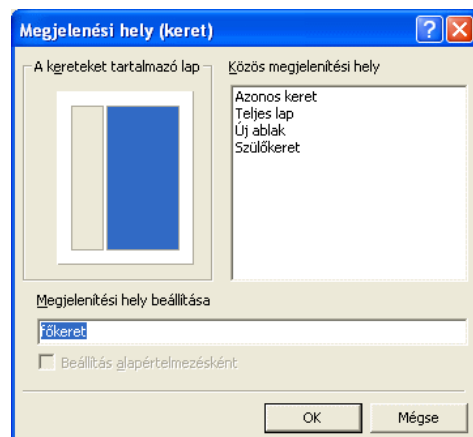 Megjelenési hely (keret)
A kereteket tartalmazó lap
Közös megjelenítési hely
Azonos keret
Teljes lap
Új ablak
Szülőkeret
Megjelenítési hely beállítása
főkeret
Beállítás alapértelmezésként
OK
Mégse